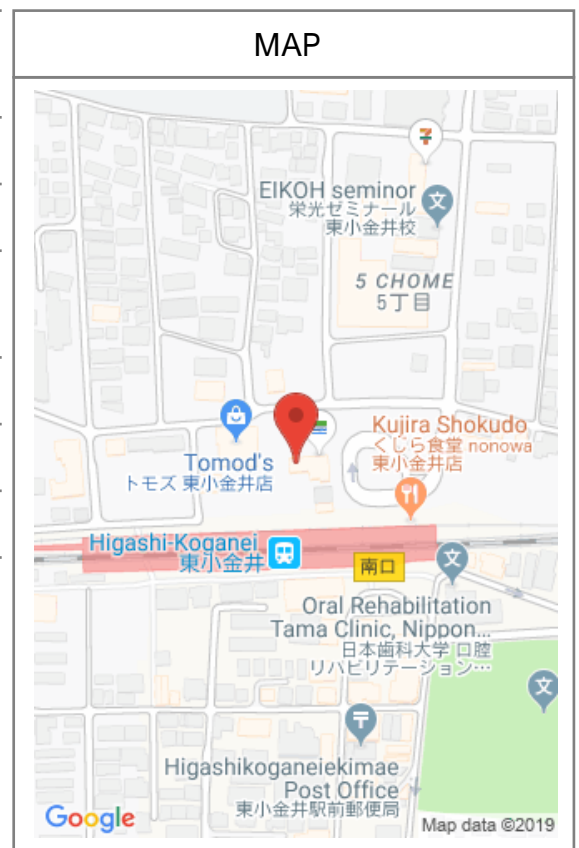 MAP
EIKOH seminor
栄光ゼミナール
東小金井校
5 CHOME
5丁目
Kujira Shokudo
くじら食堂 nonowa
東小金井店
Tomod's
トモズ 東小金井店
Higashi-Koganei
東小金井
南口
文
文
Oral Rehabilitation
Tama Clinic, Nippon...
日本歯科大学 口腔
リハビリテーション…
文
〒
Higashikoganeiekimae
Post Office
東小金井駅前郵便局
Google
Map data ©2019